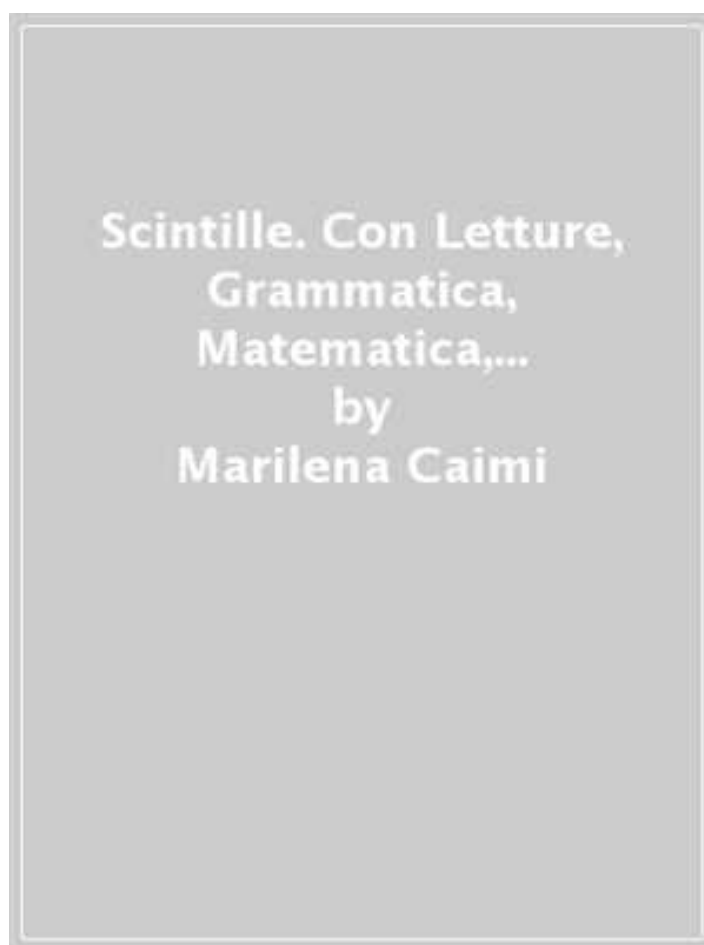 Scintille. Con Letture,
Grammatica,
Matematica,...
by
Marilena Caimi